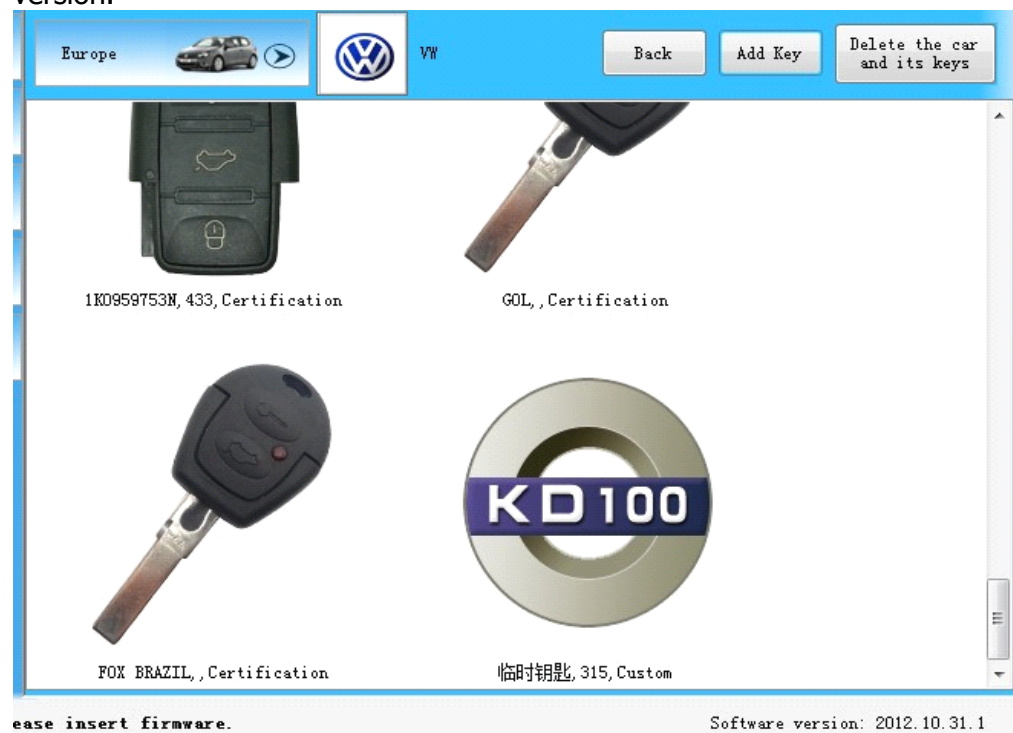 version.
Europe
VW
Back
Add Key
Delete the car
and its keys
1K0959753N, 433, Certification
GOL, , Certification
KD100
FOX BRAZIL, , Certification
临时钥匙, 315, Custom
ease insert firmware.
Software version: 2012.10.31.1